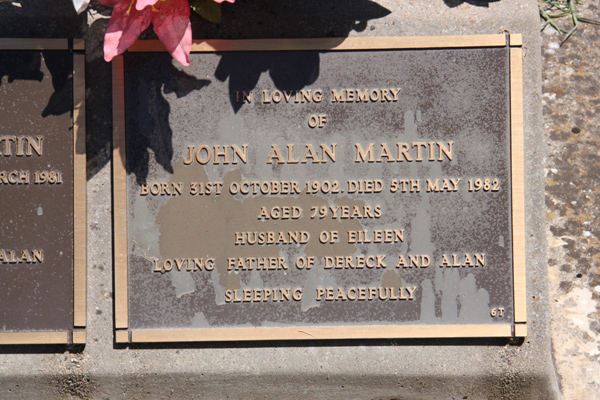 TIN
RCH 1981
ALAN
IN LOVING MEMORY
OF
JOHN ALAN MARTIN
BORN 31ST OCTOBER 1902. DIED 5TH MAY 1982
AGED 79 YEARS
HUSBAND OF EILEEN
LOVING FATHER OF DERECK AND ALAN
SLEEPING PEACEFULLY
6T